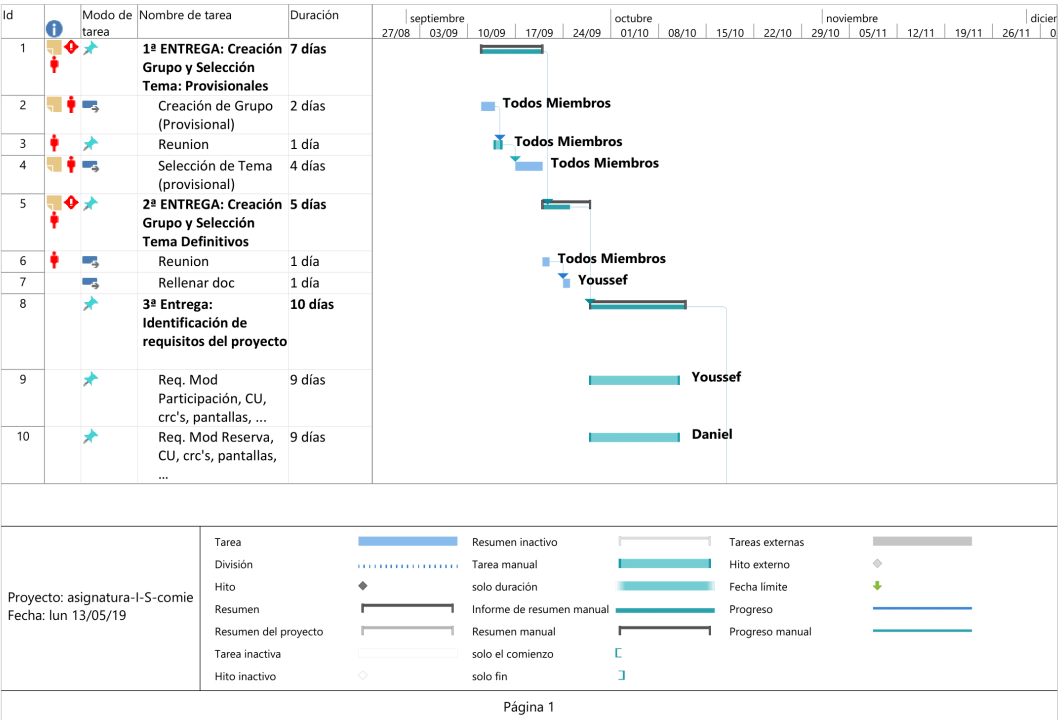 Id
Modo de tarea
Nombre de tarea
Duración
septiembre
octubre
noviembre
dicier
27/08 03/09 10/09 17/09 24/09 01/10 08/10 15/10 22/10 29/10 05/11 12/11 19/11 26/11 0
1
1ª ENTREGA: Creación
7 días
Grupo y Selección
Tema: Provisionales
2
Creación de Grupo
2 días
Todos Miembros
(Provisional)
3
Reunion
1 día
Todos Miembros
4
Selección de Tema
4 días
Todos Miembros
(provisional)
5
2ª ENTREGA: Creación
5 días
Grupo y Selección
Tema Definitivos
6
Reunion
1 día
Todos Miembros
7
Rellenar doc
1 día
Youssef
8
3ª Entrega:
10 días
Identificación de
requisitos del proyecto
9
Req. Mod
9 días
Youssef
Participación, CU,
crc's, pantallas, ...
10
Req. Mod Reserva,
9 días
Daniel
CU, crc's, pantallas,
...
Proyecto: asignatura-I-S-comie
Fecha: lun 13/05/19
Tarea
División
Hito
Resumen
Resumen del proyecto
Tarea inactiva
Hito inactivo
Resumen inactivo
Tarea manual
solo duración
Informe de resumen manual
Resumen manual
solo el comienzo
solo fin
Tareas externas
Hito externo
Fecha límite
Progreso
Progreso manual
Página 1